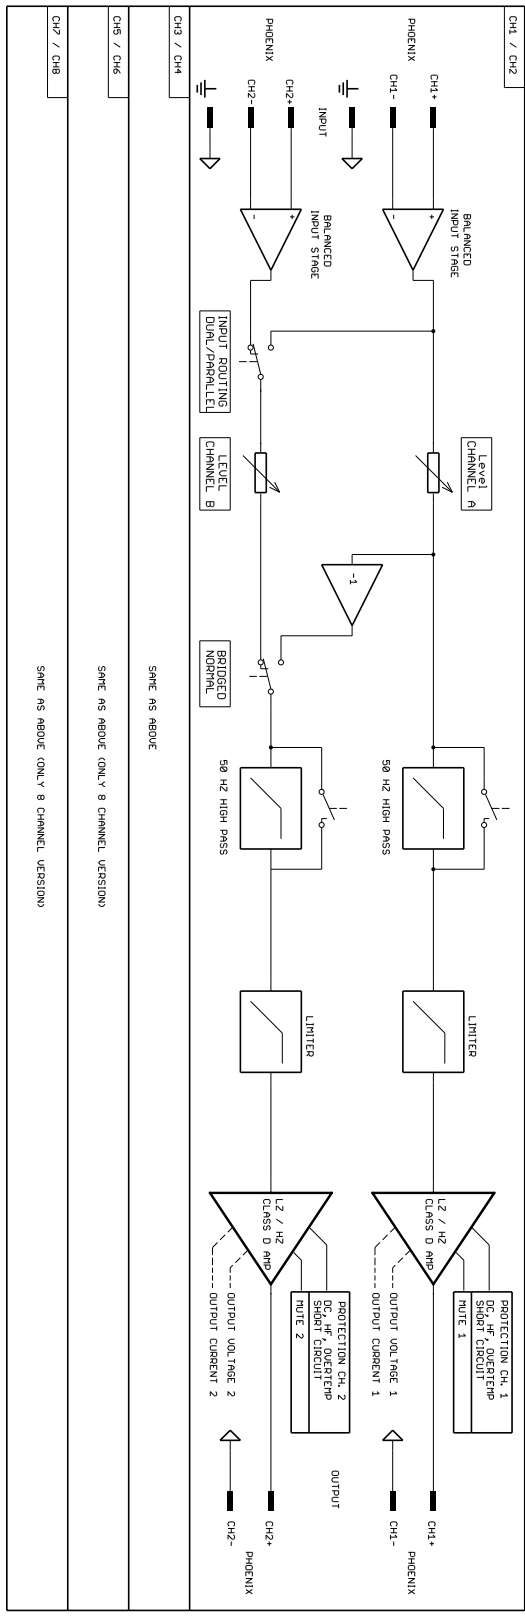 CH1 / CH2
PHOENIX
CH1+
CH1-
BALANCED
INPUT STAGE
+
-
Level
CHANNEL A
50 HZ HIGH PASS
LIMITER
LZ / HZ
CLASS D AMP
PROTECTION CH. 1
DC, HF, OVERTEMP
SHORT CIRCUIT
MUTE 1
OUTPUT VOLTAGE 1
OUTPUT CURRENT 1
CH1+
CH1-
PHOENIX
INPUT
-1
OUTPUT
PHOENIX
CH2+
CH2-
BALANCED
INPUT STAGE
+
-
INPUT ROUTING
DUAL/PARALLEL
LEVEL
CHANNEL B
BRIDGED
NORMAL
50 HZ HIGH PASS
LIMITER
LZ / HZ
CLASS D AMP
PROTECTION CH. 2
DC, HF, OVERTEMP
SHORT CIRCUIT
MUTE 2
OUTPUT VOLTAGE 2
OUTPUT CURRENT 2
CH2+
CH2-
PHOENIX
CH3 / CH4
SAME AS ABOVE
CH5 / CH6
SAME AS ABOVE (ONLY 8 CHANNEL VERSION)
CH7 / CH8
SAME AS ABOVE (ONLY 8 CHANNEL VERSION)